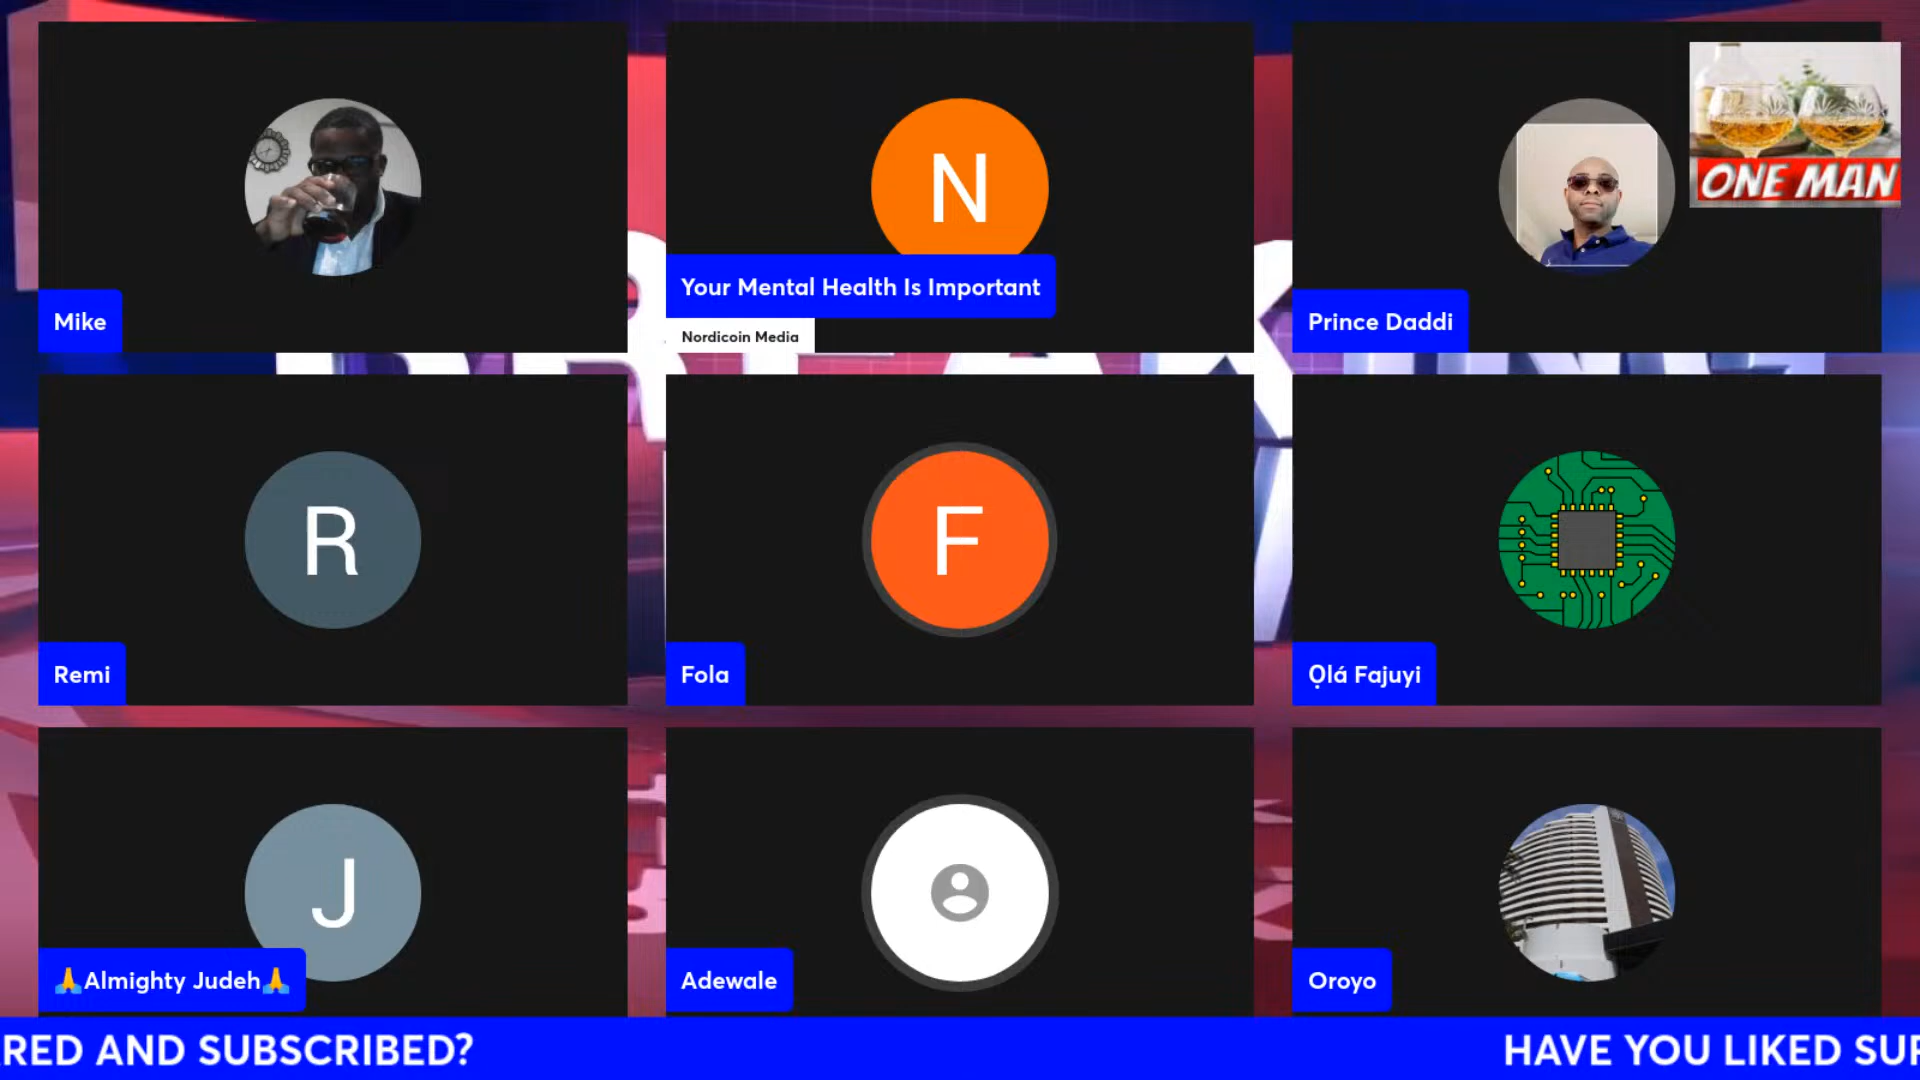 N
Your Mental Health Is Important
Nordicoin Media
ONE MAN
Mike
Prince Daddi
R
F
Remi
Fola
Ọlá Fajuyi
J
🙏Almighty Judeh🙏
Adewale
Oroyo
RED AND SUBSCRIBED?
HAVE YOU LIKED